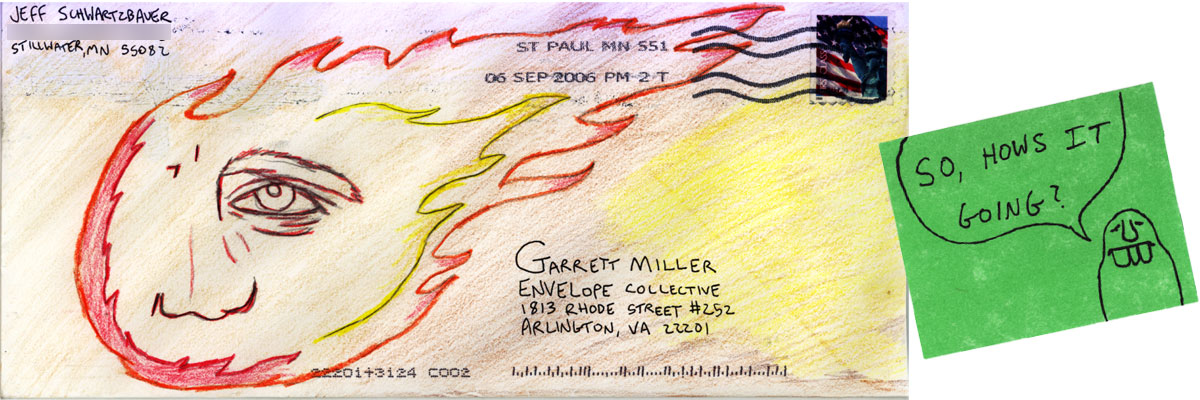 JEFF SCHWARTZBAUER
STILLWATER, MN 55082
ST PAUL MN 551
06 SEP 2006 PM 2 T
GARRETT MILLER
ENVELOPE COLLECTIVE
1813 RHODE STREET #252
ARLINGTON, VA 22201
22201+3124 C002
SO, HOWS IT
GOING?